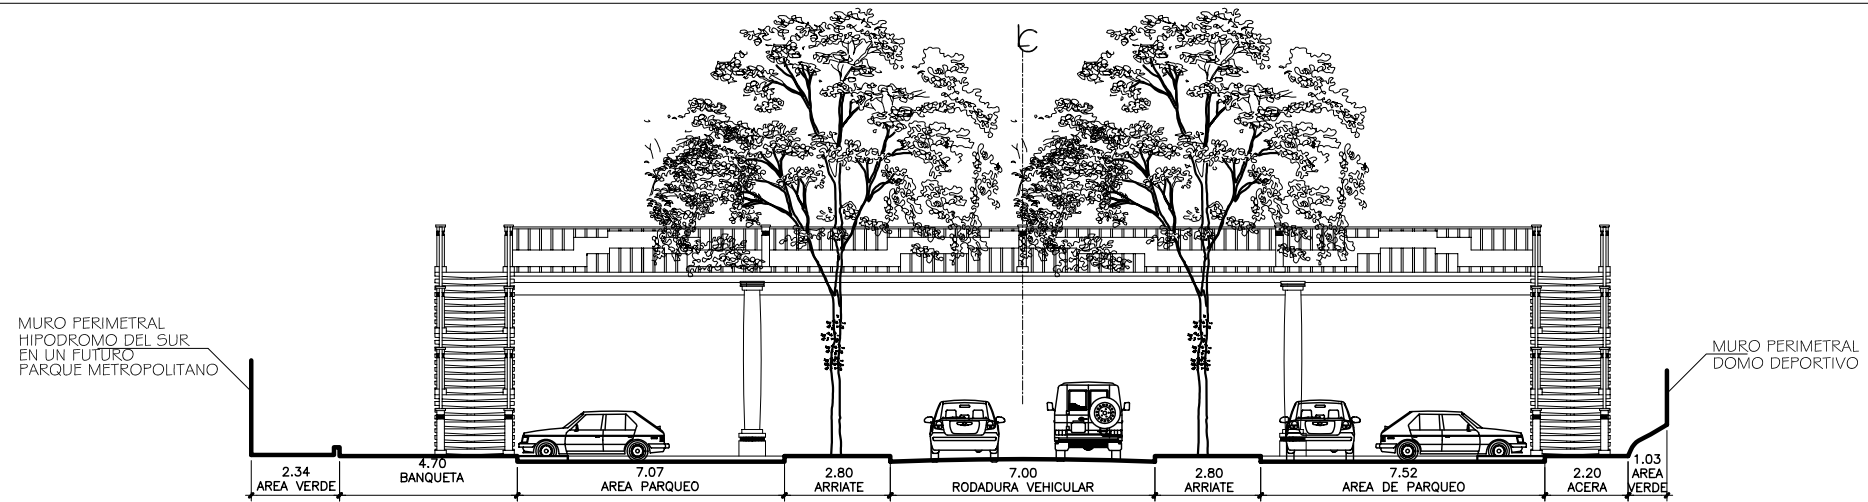 MURO PERIMETRAL
HIPODROMO DEL SUR
EN UN FUTURO
PARQUE METROPOLITANO
MURO PERIMETRAL
DOMO DEPORTIVO
2.34
AREA VERDE
4.70
BANQUETA
7.07
AREA PARQUEO
2.80
ARRIATE
7.00
RODADURA VEHICULAR
2.80
ARRIATE
7.52
AREA DE PARQUEO
2.20
ACERA
1.03
AREA
VERDE